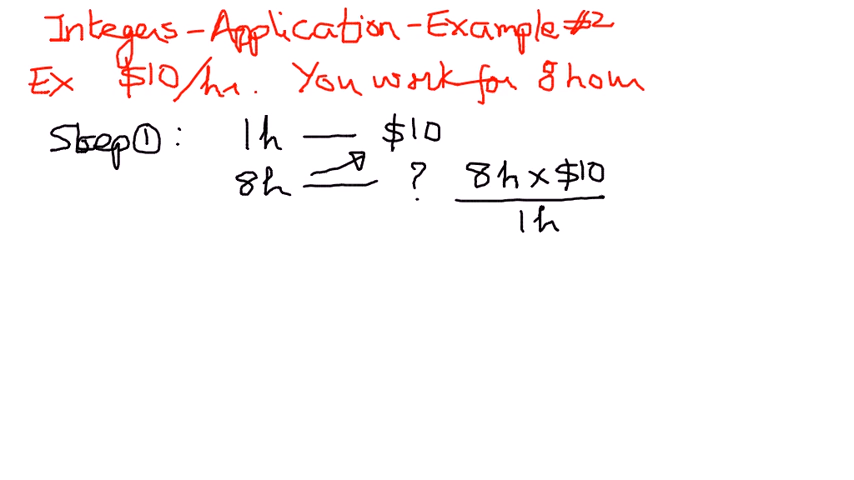 Integers - Application - Example #2
Ex $10/hr. You work for 8 hour
Step ①: 1h — $10
8h — ? 8h x $10
1h